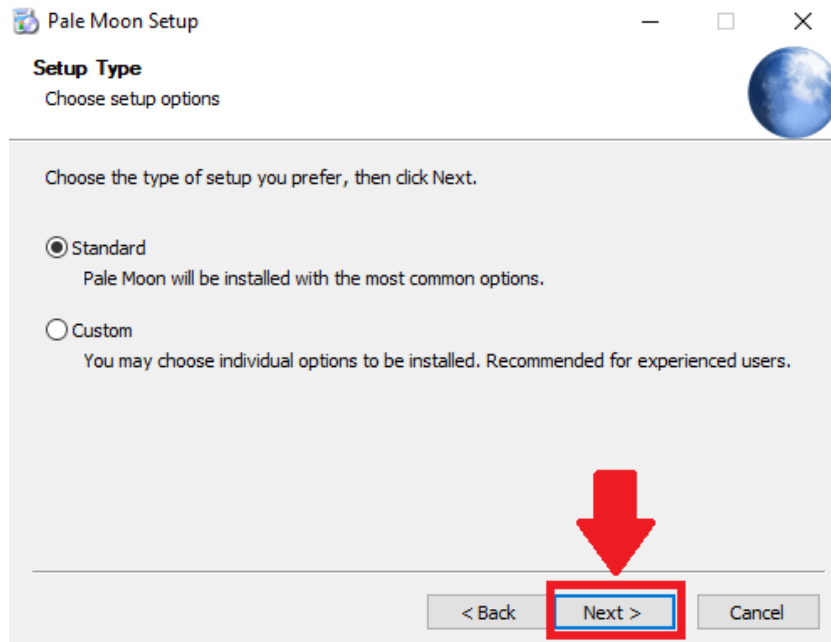 Pale Moon Setup
Setup Type
Choose setup options
Choose the type of setup you prefer, then click Next.
Standard
Pale Moon will be installed with the most common options.
Custom
You may choose individual options to be installed. Recommended for experienced users.
< Back Next > Cancel